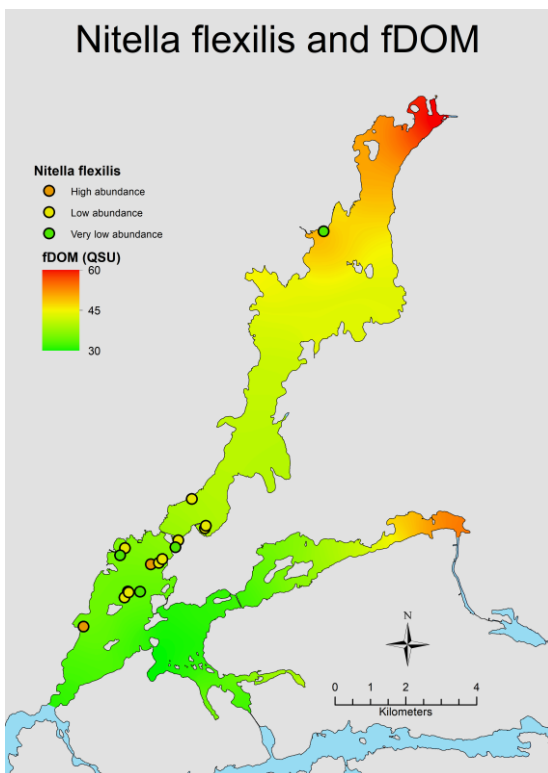 Nitella flexilis and fDOM
Nitella flexilis
High abundance
Low abundance
Very low abundance
fDOM (QSU)
60
45
30
N
0 1 2 4
Kilometers